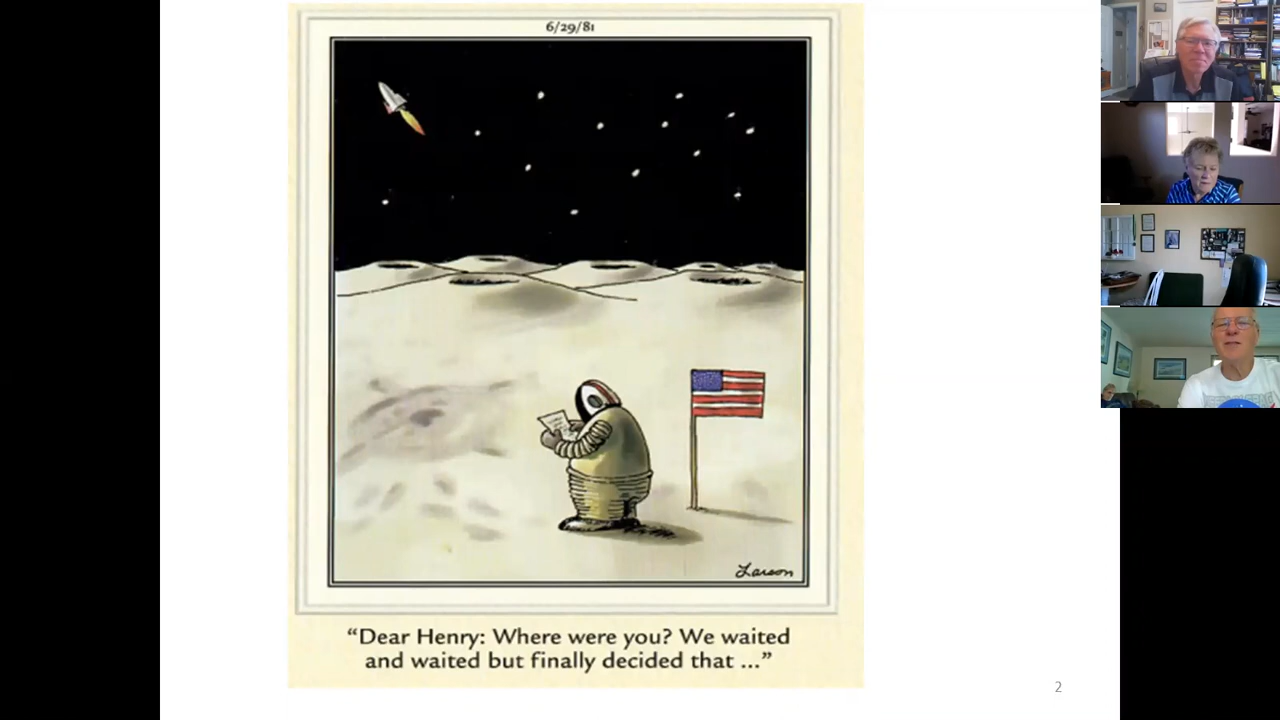 6/29/81
Larson
“Dear Henry: Where were you? We waited
and waited but finally decided that ...”
2